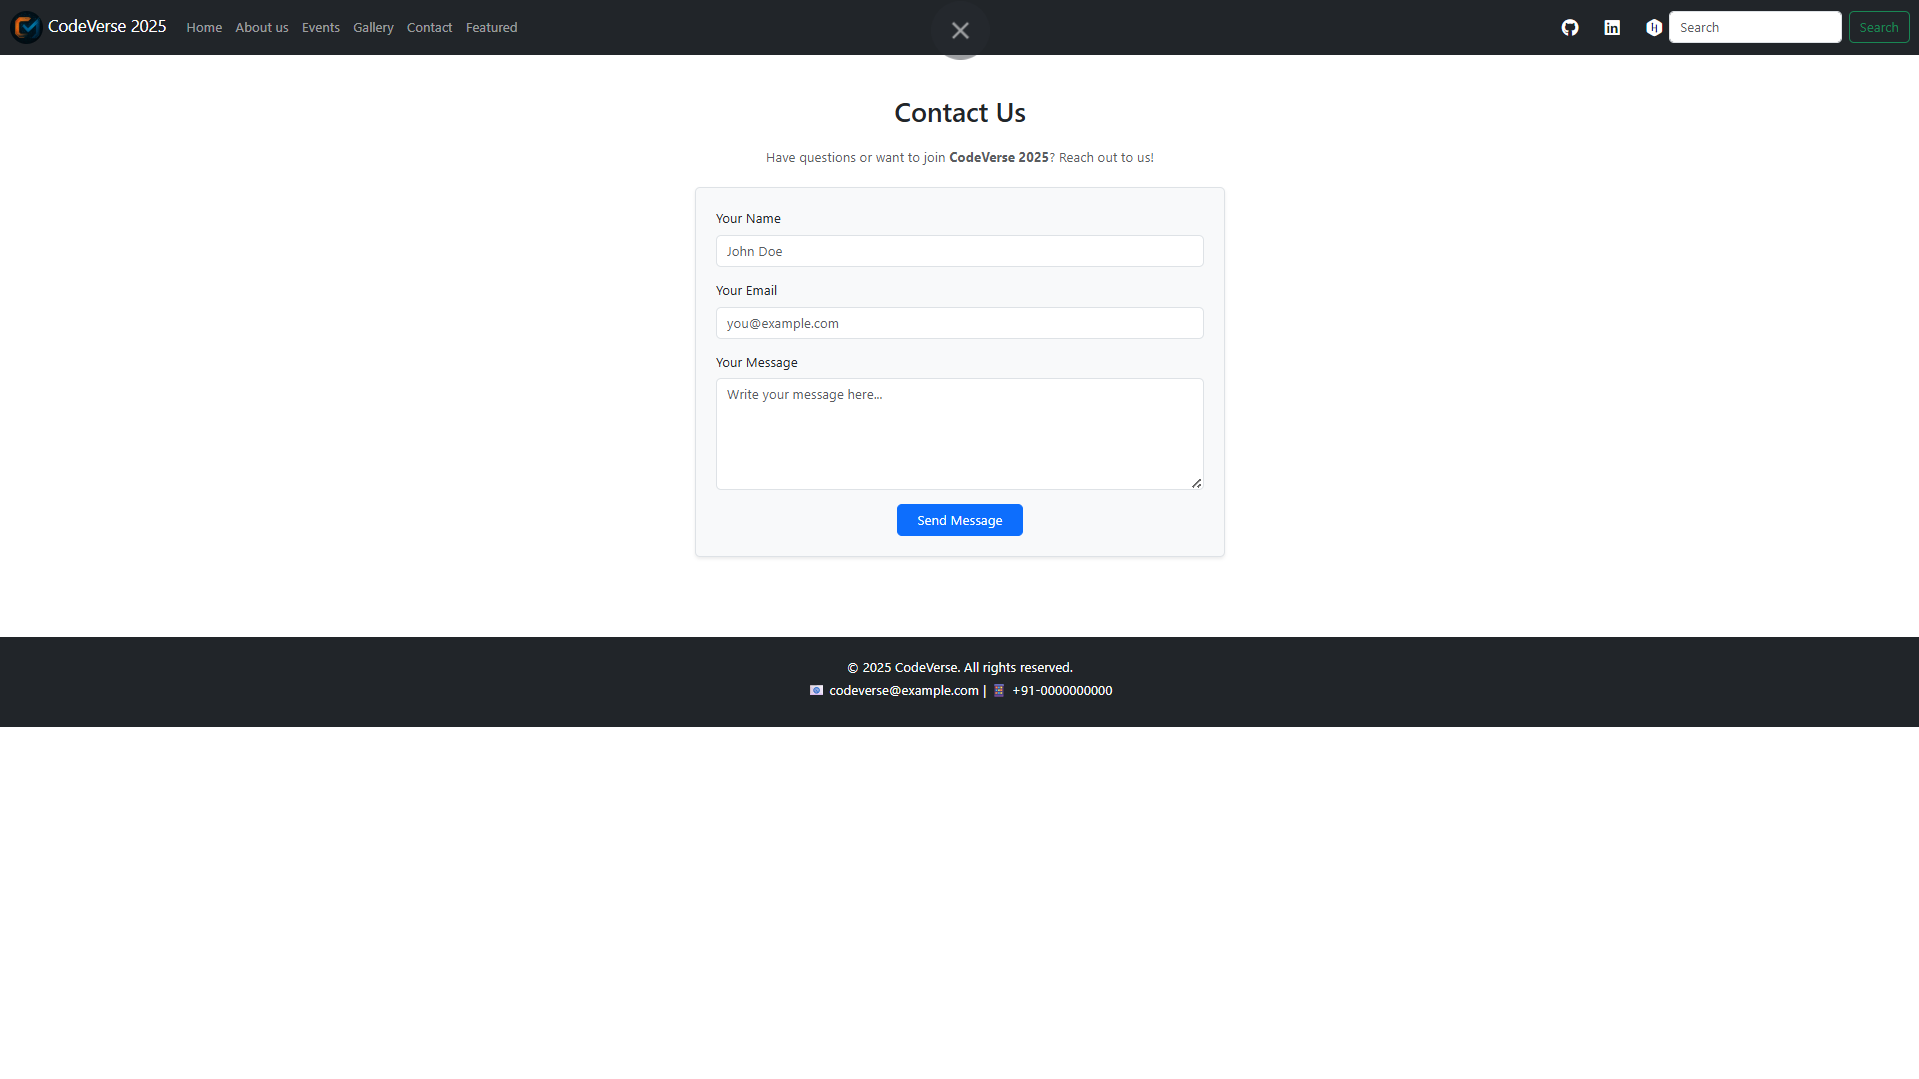 CodeVerse 2025 Home About us Events Gallery Contact Featured Search Search
Contact Us
Have questions or want to join CodeVerse 2025? Reach out to us!
Your Name
John Doe
Your Email
you@example.com
Your Message
Write your message here...
Send Message
© 2025 CodeVerse. All rights reserved.
📧 codeverse@example.com | 📱 +91-0000000000